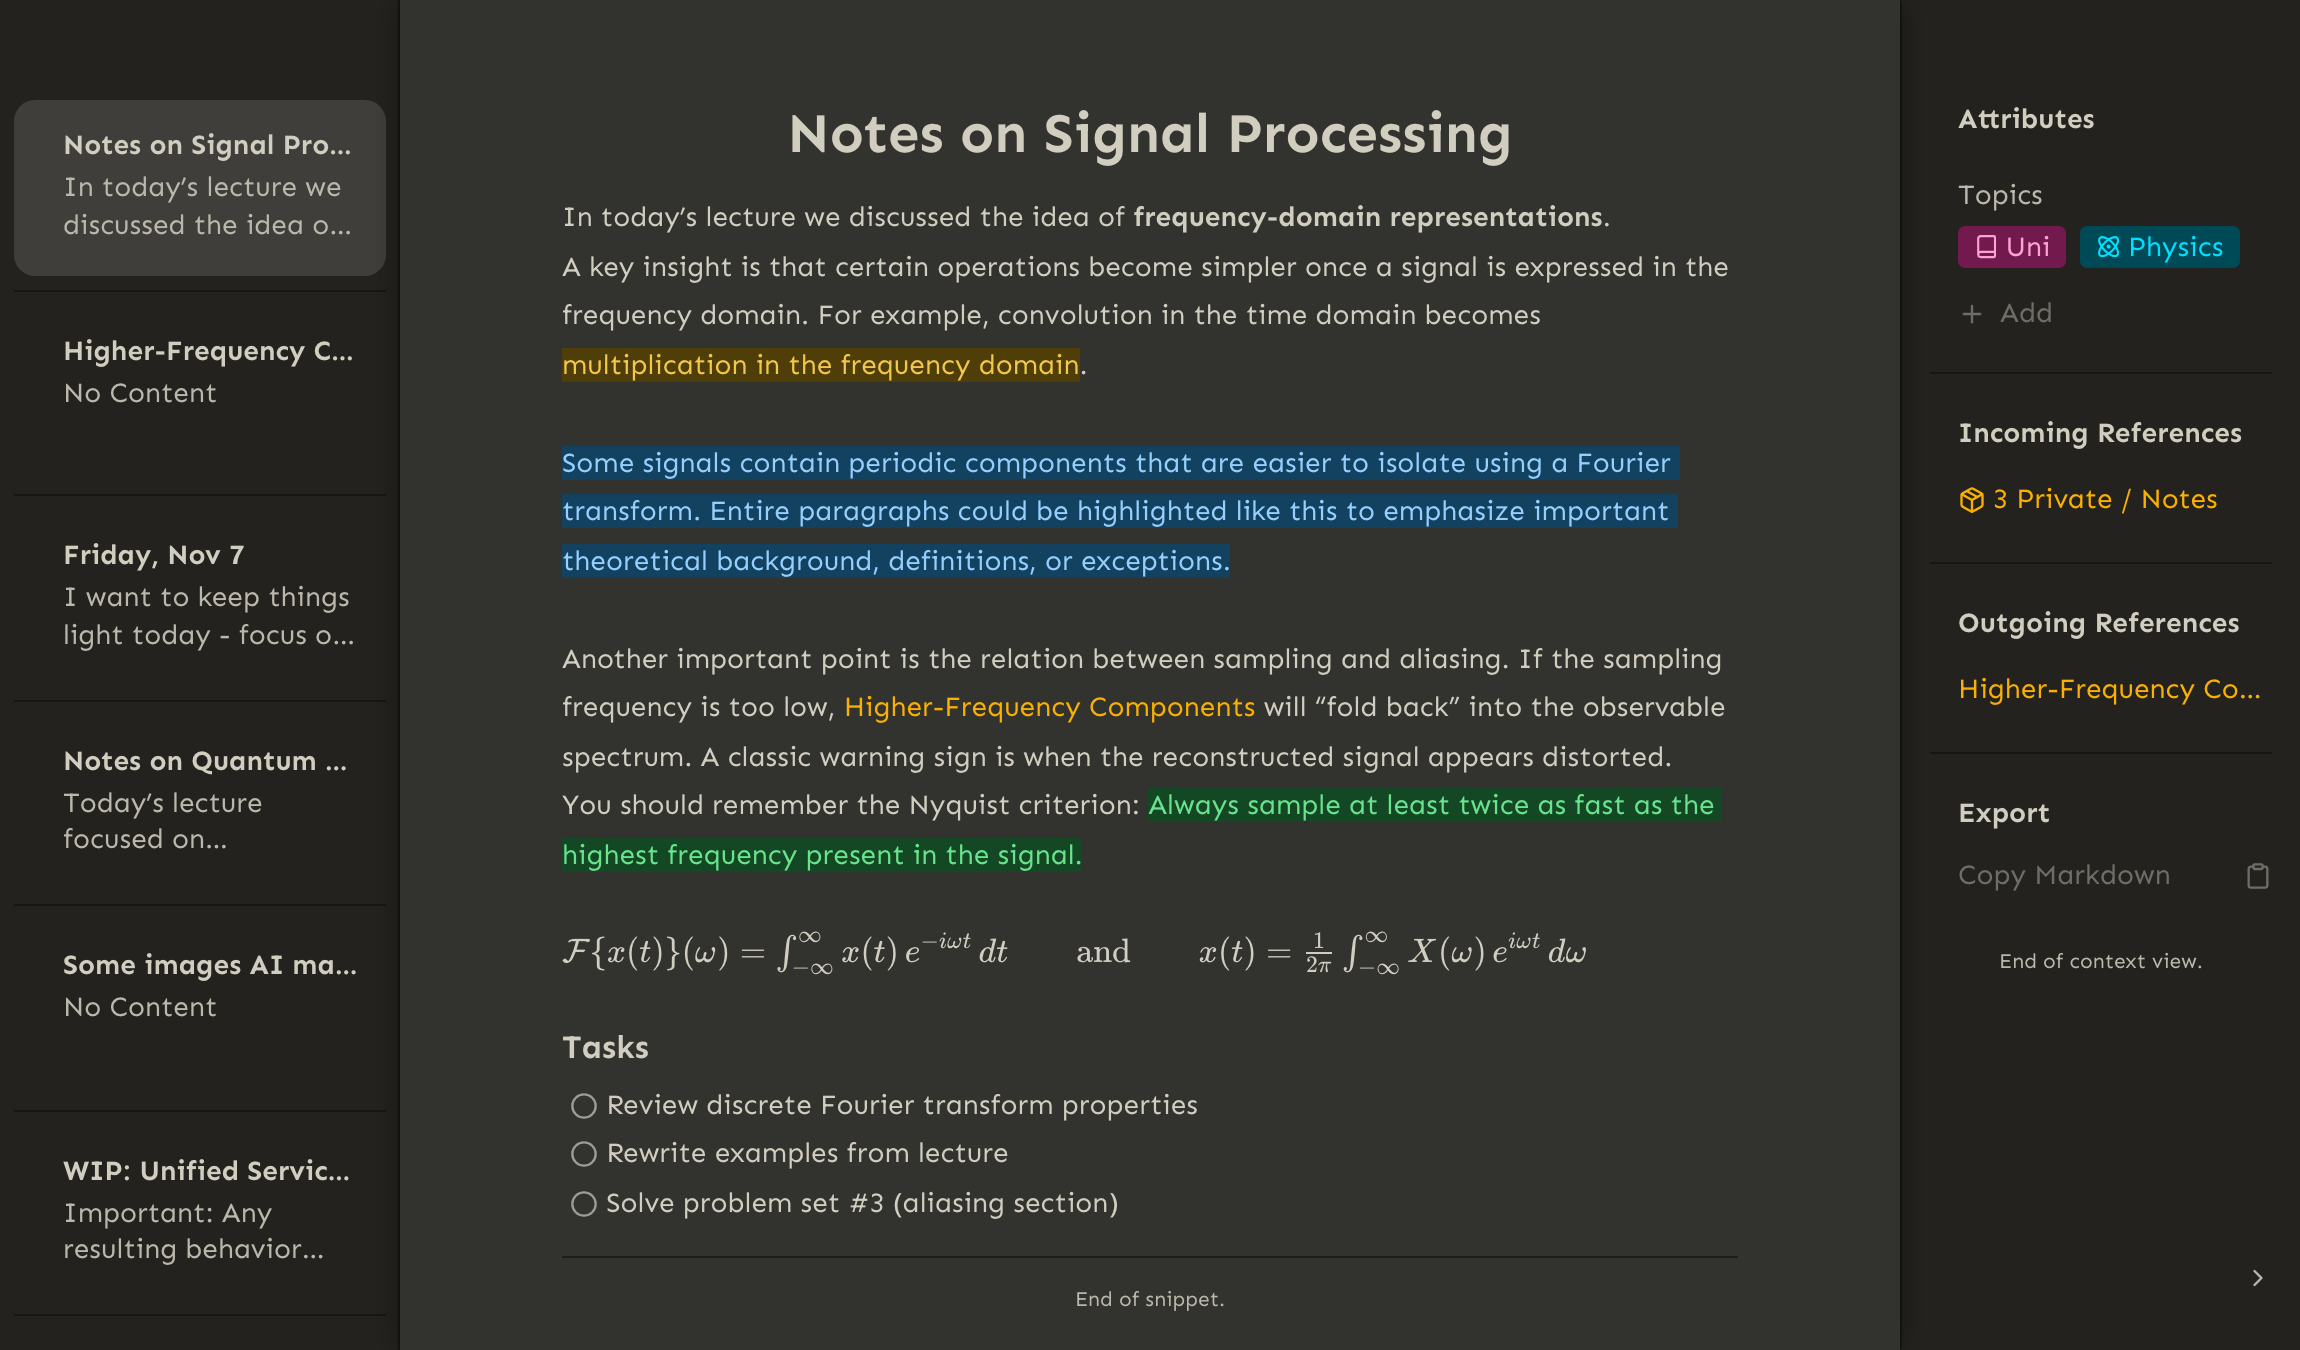 Notes on Signal Pro...
In today’s lecture we
discussed the idea o...
Higher-Frequency C...
No Content
Friday, Nov 7
I want to keep things
light today - focus o...
Notes on Quantum ...
Today’s lecture
focused on...
Some images AI ma...
No Content
WIP: Unified Servic...
Important: Any
resulting behavior...
Notes on Signal Processing
In today’s lecture we discussed the idea of frequency-domain representations.
A key insight is that certain operations become simpler once a signal is expressed in the
frequency domain. For example, convolution in the time domain becomes
multiplication in the frequency domain.
Some signals contain periodic components that are easier to isolate using a Fourier
transform. Entire paragraphs could be highlighted like this to emphasize important
theoretical background, definitions, or exceptions.
Another important point is the relation between sampling and aliasing. If the sampling
frequency is too low, Higher-Frequency Components will “fold back” into the observable
spectrum. A classic warning sign is when the reconstructed signal appears distorted.
You should remember the Nyquist criterion: Always sample at least twice as fast as the
highest frequency present in the signal.
ℱ{x(t)}(ω) = ∫_{-∞}^{∞} x(t) e^{-iωt} dt and x(t) = \frac{1}{2π} ∫_{-∞}^{∞} X(ω) e^{iωt} dω
Tasks
Review discrete Fourier transform properties
Rewrite examples from lecture
Solve problem set #3 (aliasing section)
End of snippet.
Attributes
Topics
Uni Physics
+ Add
Incoming References
3 Private / Notes
Outgoing References
Higher-Frequency Co...
Export
Copy Markdown
End of context view.